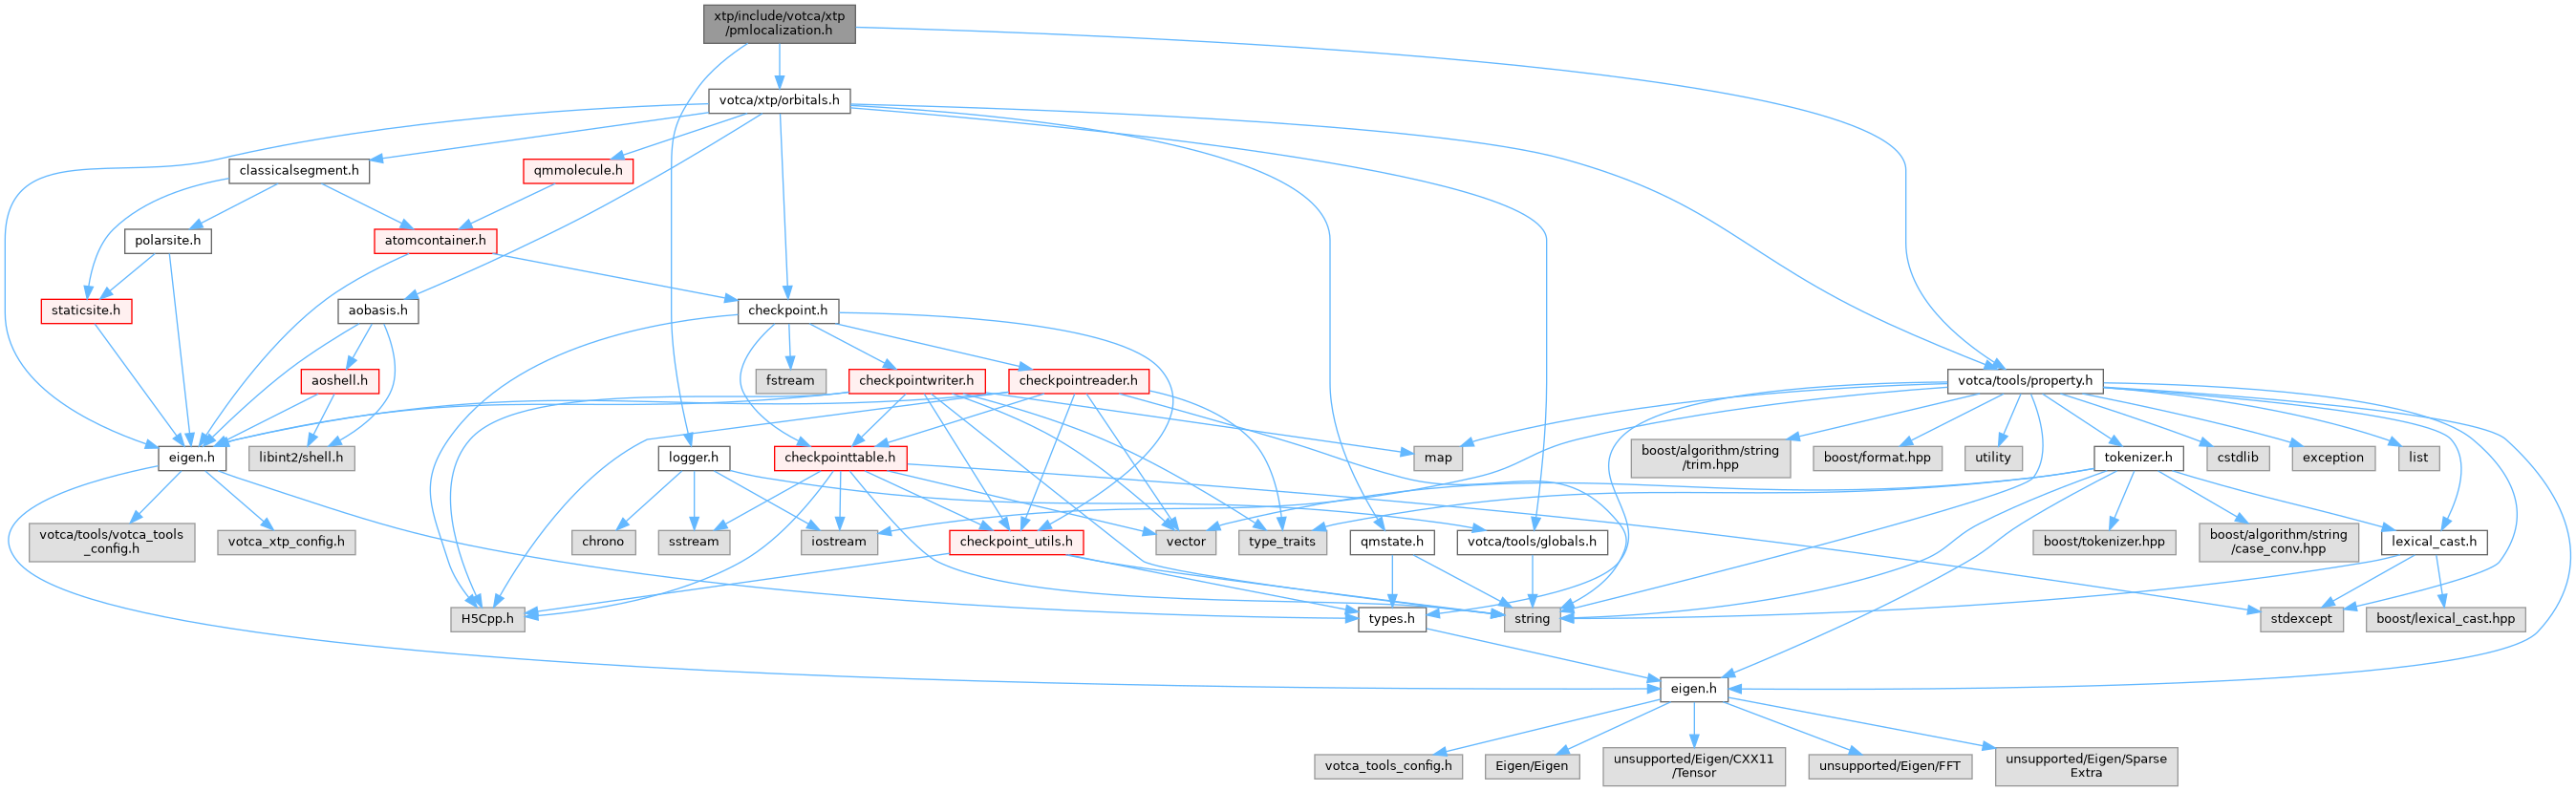 xtp/include/votca/xtp
/pmlocalization.h
votca/xtp/orbitals.h
classicalsegment.h
qmmolecule.h
polarsite.h
atomcontainer.h
staticsite.h
aobasis.h
checkpoint.h
aoshell.h
fstream
checkpointwriter.h
checkpointreader.h
votca/tools/property.h
eigen.h
libint2/shell.h
logger.h
checkpointtable.h
map
boost/algorithm/string
/trim.hpp
boost/format.hpp
utility
tokenizer.h
cstdlib
exception
list
votca/tools/votca_tools
_config.h
votca_xtp_config.h
chrono
sstream
iostream
checkpoint_utils.h
vector
type_traits
qmstate.h
votca/tools/globals.h
boost/tokenizer.hpp
boost/algorithm/string
/case_conv.hpp
lexical_cast.h
H5Cpp.h
types.h
string
stdexcept
boost/lexical_cast.hpp
eigen.h
votca_tools_config.h
Eigen/Eigen
unsupported/Eigen/CXX11
/Tensor
unsupported/Eigen/FFT
unsupported/Eigen/Sparse
Extra